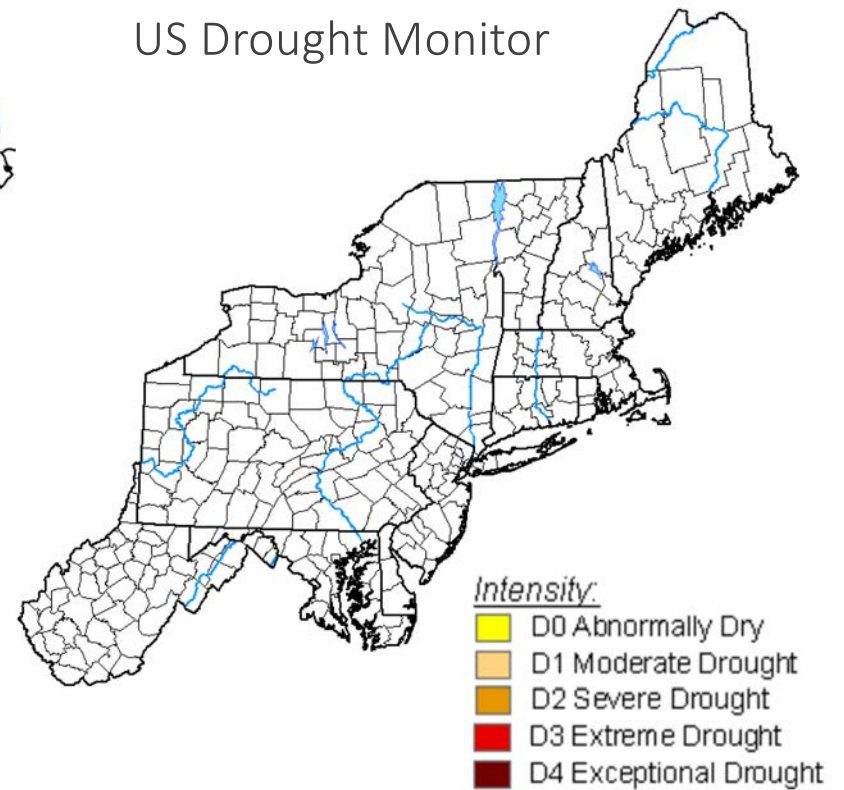 US Drought Monitor
Intensity:
D0 Abnormally Dry
D1 Moderate Drought
D2 Severe Drought
D3 Extreme Drought
D4 Exceptional Drought